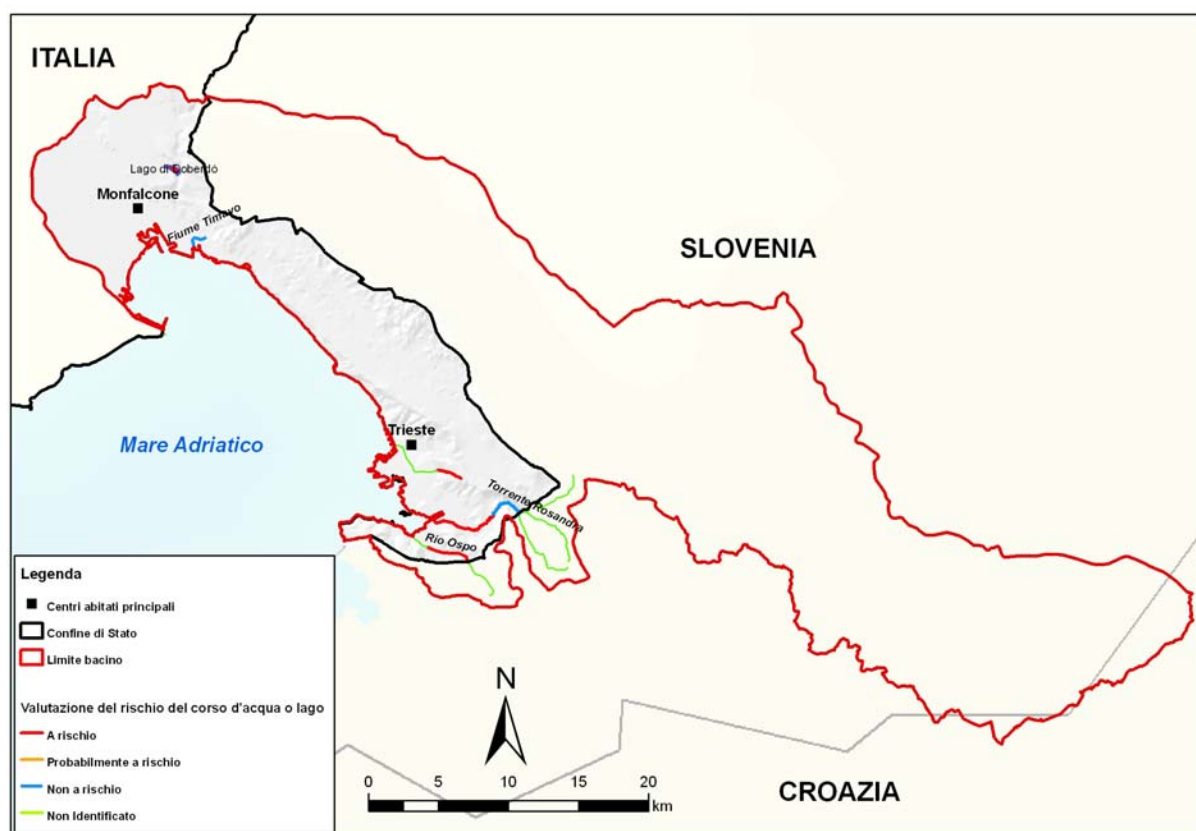 ITALIA
Lago di Doberdò
Monfalcone
Fiume Timavo
SLOVENIA
Mare Adriatico
Trieste
Torrente Rosandra
Rio Ospo
Legenda
Centri abitati principali
Confine di Stato
Limite bacino
Valutazione del rischio del corso d'acqua o lago
A rischio
Probabilmente a rischio
Non a rischio
Non Identificato
N
0 5 10 15 20
km
CROAZIA